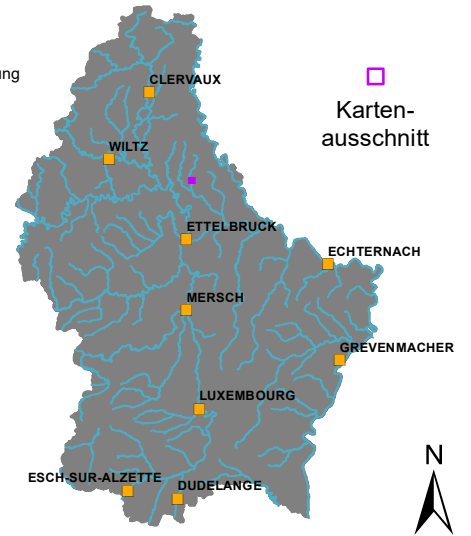 ung
CLERVAUX
Karten-
ausschnitt
WILTZ
ETTELBRUCK
ECHTERNACH
MERSCH
GREVENMACHER
LUXEMBOURG
ESCH-SUR-ALZETTE
DUDELANGE
N